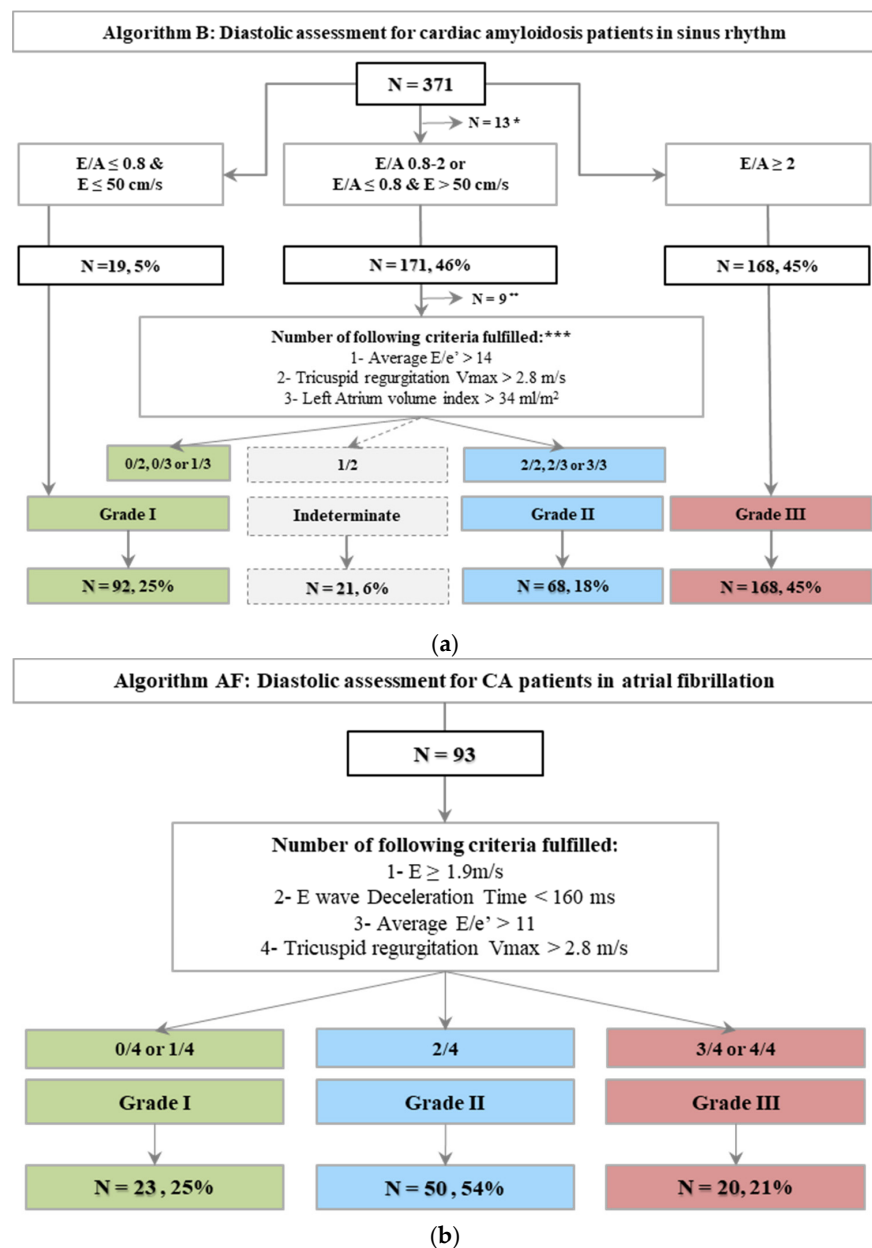 Algorithm B: Diastolic assessment for cardiac amyloidosis patients in sinus rhythm
N = 371
N = 13 *
E/A ≤ 0.8 &
E ≤ 50 cm/s
E/A 0.8-2 or
E/A ≤ 0.8 & E > 50 cm/s
E/A ≥ 2
N =19, 5%
N = 171, 46%
N = 168, 45%
N = 9 **
Number of following criteria fulfilled:***
1- Average E/e’ > 14
2- Tricuspid regurgitation Vmax > 2.8 m/s
3- Left Atrium volume index > 34 ml/m²
0/2, 0/3 or 1/3
1/2
2/2, 2/3 or 3/3
Grade I
Indeterminate
Grade II
Grade III
N = 92, 25%
N = 21, 6%
N = 68, 18%
N = 168, 45%
(a)
Algorithm AF: Diastolic assessment for CA patients in atrial fibrillation
N = 93
Number of following criteria fulfilled:
1- E ≥ 1.9m/s
2- E wave Deceleration Time < 160 ms
3- Average E/e’ > 11
4- Tricuspid regurgitation Vmax > 2.8 m/s
0/4 or 1/4
2/4
3/4 or 4/4
Grade I
Grade II
Grade III
N = 23 , 25%
N = 50 , 54%
N = 20, 21%
(b)